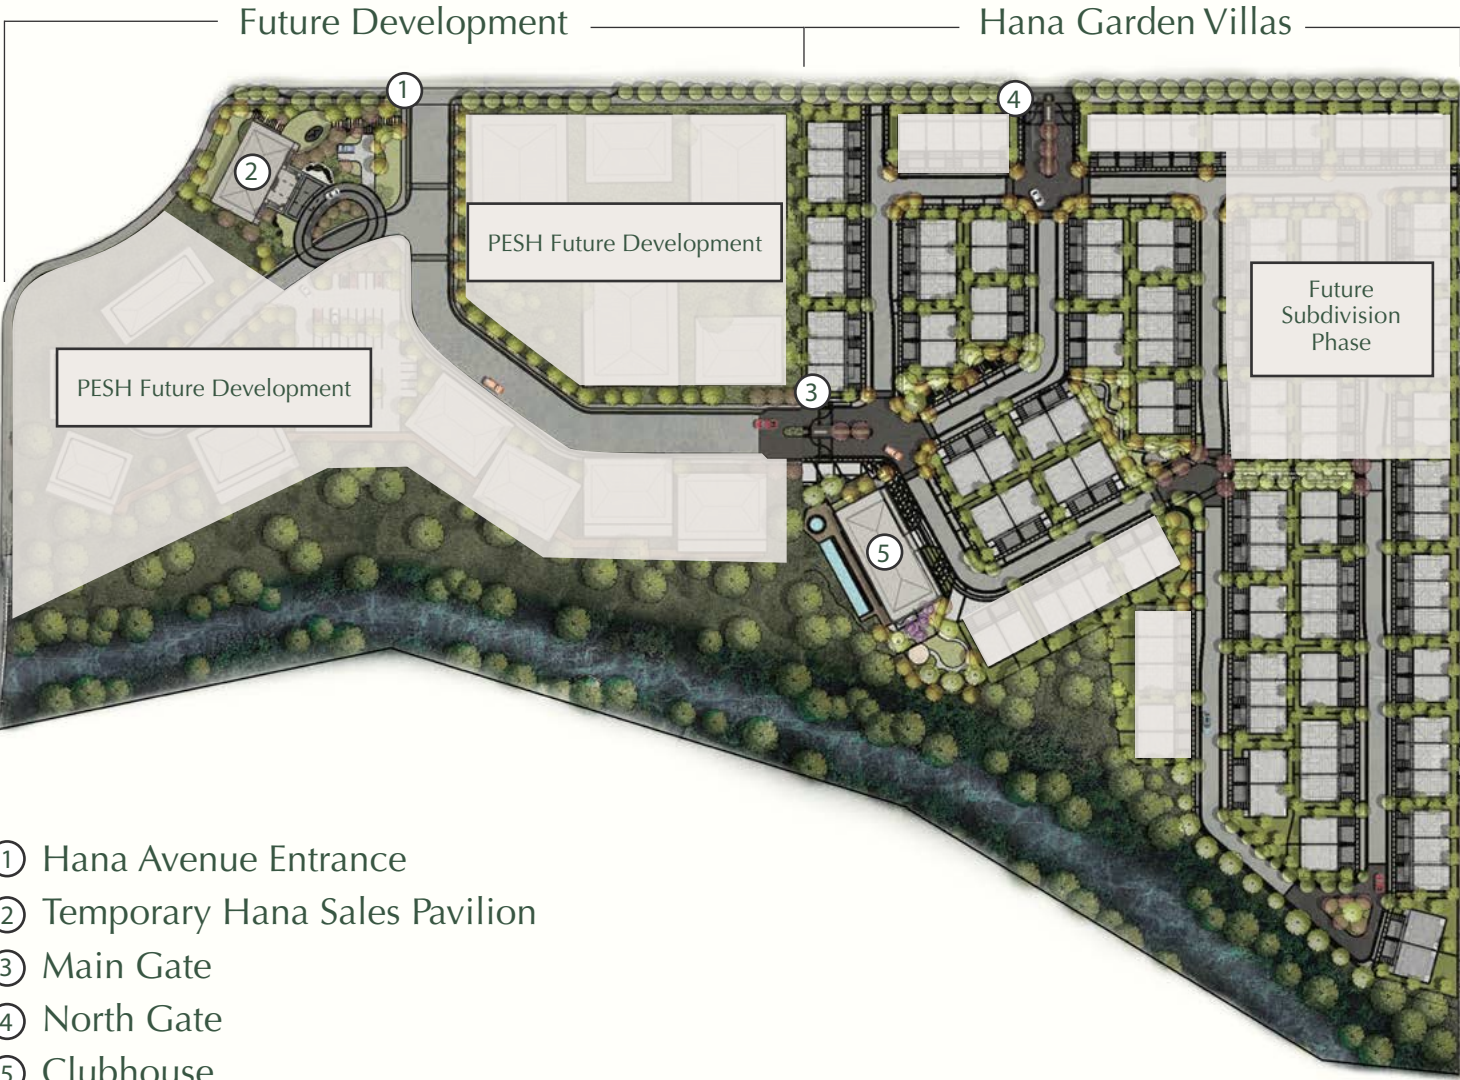 Future Development
Hana Garden Villas
1
4
2
PESH Future Development
Future
Subdivision
Phase
PESH Future Development
3
5
1 Hana Avenue Entrance
2 Temporary Hana Sales Pavilion
3 Main Gate
4 North Gate
5 Clubhouse